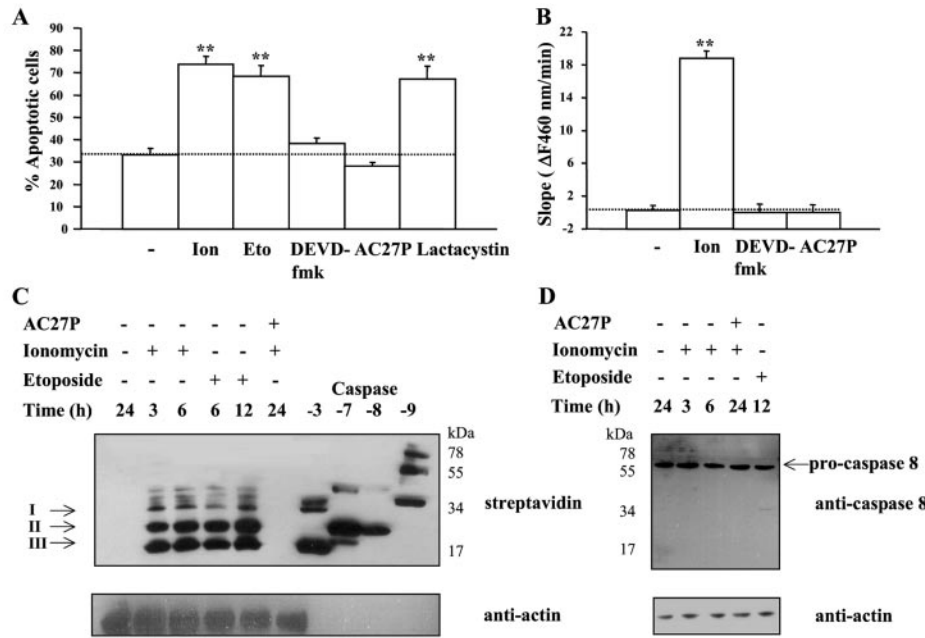 A
% Apoptotic cells
90
80
70
60
50
40
30
20
10
0
** ** **
- Ion Eto DEVD- AC27P Lactacystin
fmk
B
Slope ( ΔF460 nm/min)
22
18
14
10
6
2
-2
**
- Ion DEVD- AC27P
fmk
C
AC27P - - - - - +
Ionomycin - + + - - +
Etoposide - - - + + -
Time (h) 24 3 6 6 12 24
Caspase
-3 -7 -8 -9
kDa
78
55
34
17
I
II
III
streptavidin
anti-actin
D
AC27P - - - + -
Ionomycin - + + + -
Etoposide - - - - +
Time (h) 24 3 6 24 12
kDa
78
55
34
17
pro-caspase 8
anti-caspase 8
anti-actin